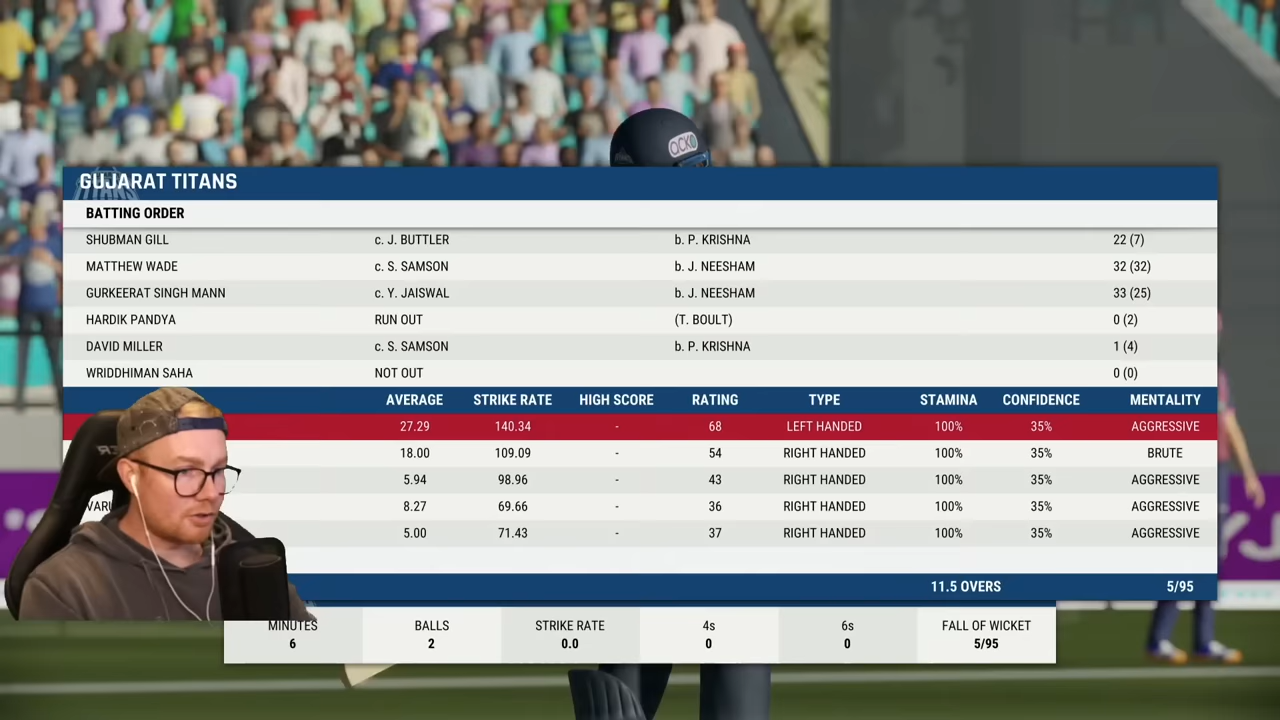 ACKO
GUJARAT TITANS
BATTING ORDER
SHUBMAN GILL c. J. BUTTLER b. P. KRISHNA 22 (7)
MATTHEW WADE c. S. SAMSON b. J. NEESHAM 32 (32)
GURKEERAT SINGH MANN c. Y. JAISWAL b. J. NEESHAM 33 (25)
HARDIK PANDYA RUN OUT (T. BOULT) 0 (2)
DAVID MILLER c. S. SAMSON b. P. KRISHNA 1 (4)
WRIDDHIMAN SAHA NOT OUT 0 (0)
AVERAGE STRIKE RATE HIGH SCORE RATING TYPE STAMINA CONFIDENCE MENTALITY
27.29 140.34 - 68 LEFT HANDED 100% 35% AGGRESSIVE
18.00 109.09 - 54 RIGHT HANDED 100% 35% BRUTE
5.94 98.96 - 43 RIGHT HANDED 100% 35% AGGRESSIVE
8.27 69.66 - 36 RIGHT HANDED 100% 35% AGGRESSIVE
5.00 71.43 - 37 RIGHT HANDED 100% 35% AGGRESSIVE
11.5 OVERS 5/95
MINUTES BALLS STRIKE RATE 4s 6s FALL OF WICKET
6 2 0.0 0 0 5/95